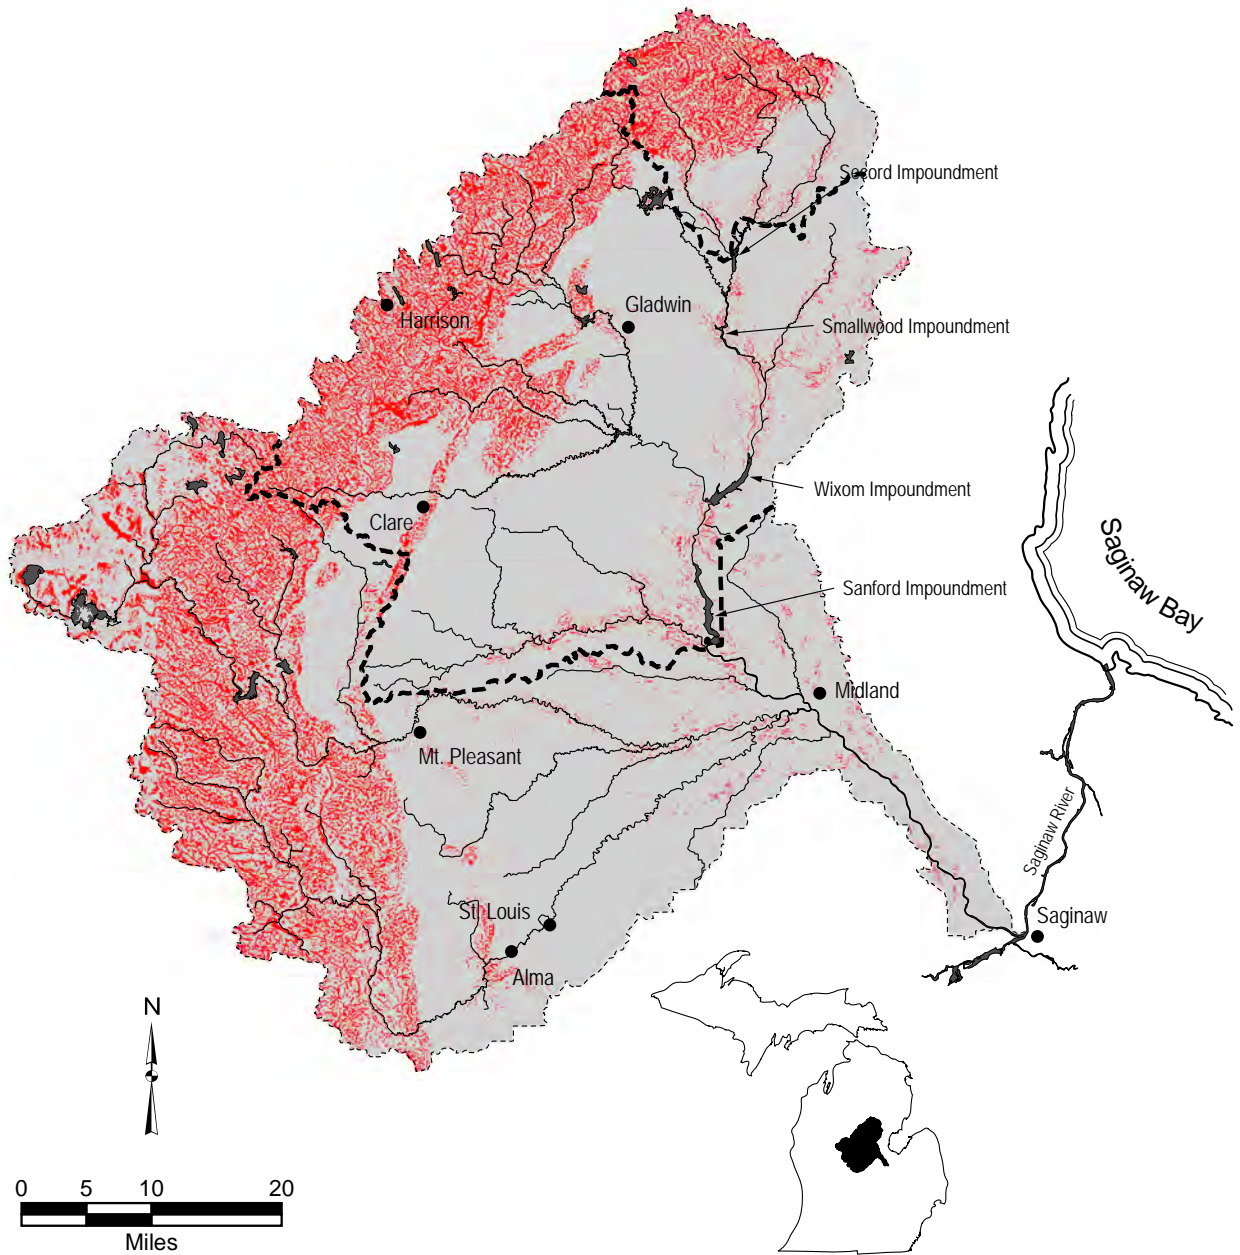 Secord Impoundment
Gladwin
Harrison
Smallwood Impoundment
Wixom Impoundment
Clare
Saginaw Bay
Sanford Impoundment
Midland
Mt. Pleasant
Saginaw River
St. Louis
Saginaw
Alma
N
0 5 10 20
Miles